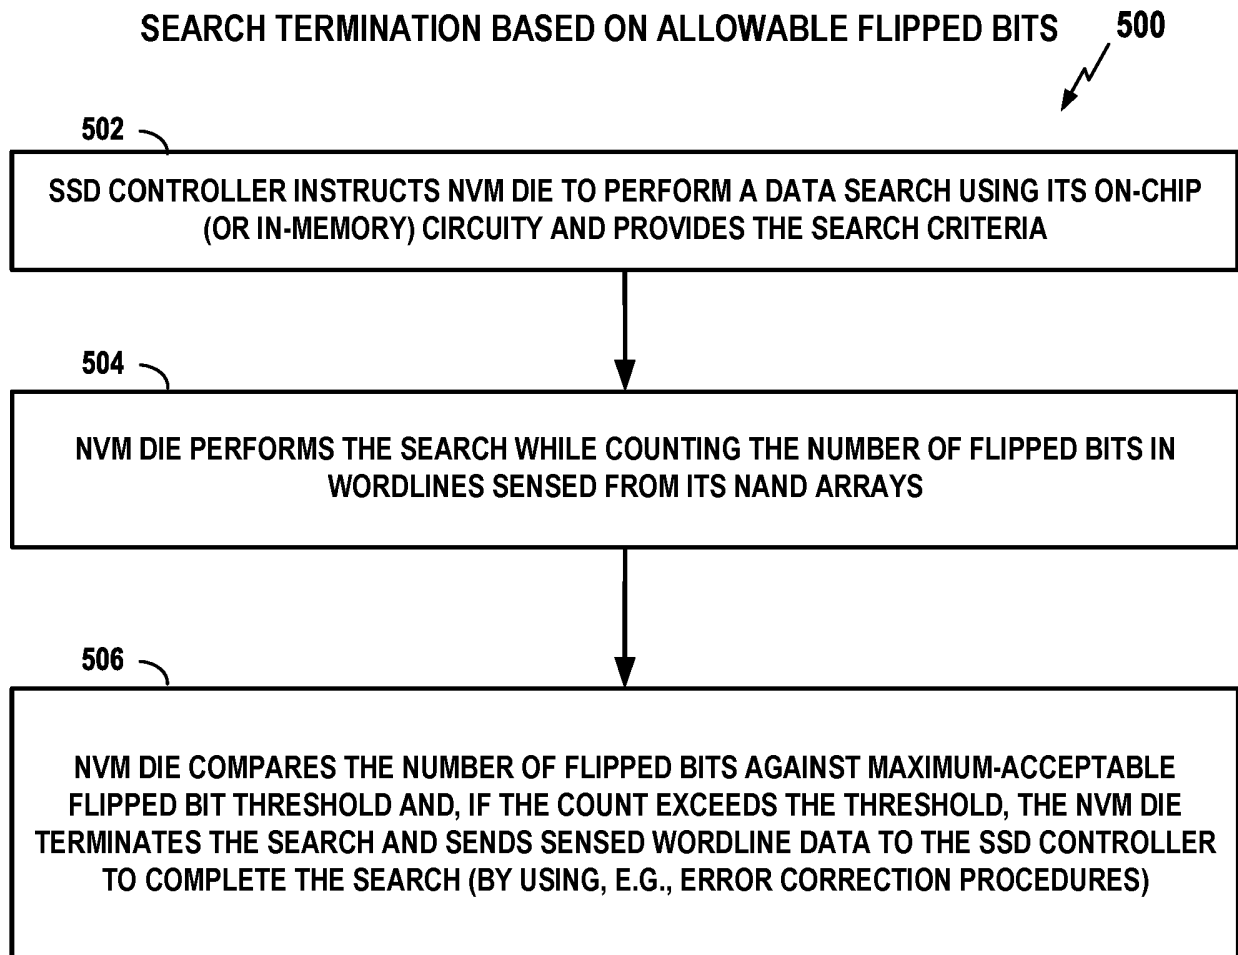 SEARCH TERMINATION BASED ON ALLOWABLE FLIPPED BITS 500
502
SSD CONTROLLER INSTRUCTS NVM DIE TO PERFORM A DATA SEARCH USING ITS ON-CHIP
(OR IN-MEMORY) CIRCUITY AND PROVIDES THE SEARCH CRITERIA
504
NVM DIE PERFORMS THE SEARCH WHILE COUNTING THE NUMBER OF FLIPPED BITS IN
WORDLINES SENSED FROM ITS NAND ARRAYS
506
NVM DIE COMPARES THE NUMBER OF FLIPPED BITS AGAINST MAXIMUM-ACCEPTABLE
FLIPPED BIT THRESHOLD AND, IF THE COUNT EXCEEDS THE THRESHOLD, THE NVM DIE
TERMINATES THE SEARCH AND SENDS SENSED WORDLINE DATA TO THE SSD CONTROLLER
TO COMPLETE THE SEARCH (BY USING, E.G., ERROR CORRECTION PROCEDURES)